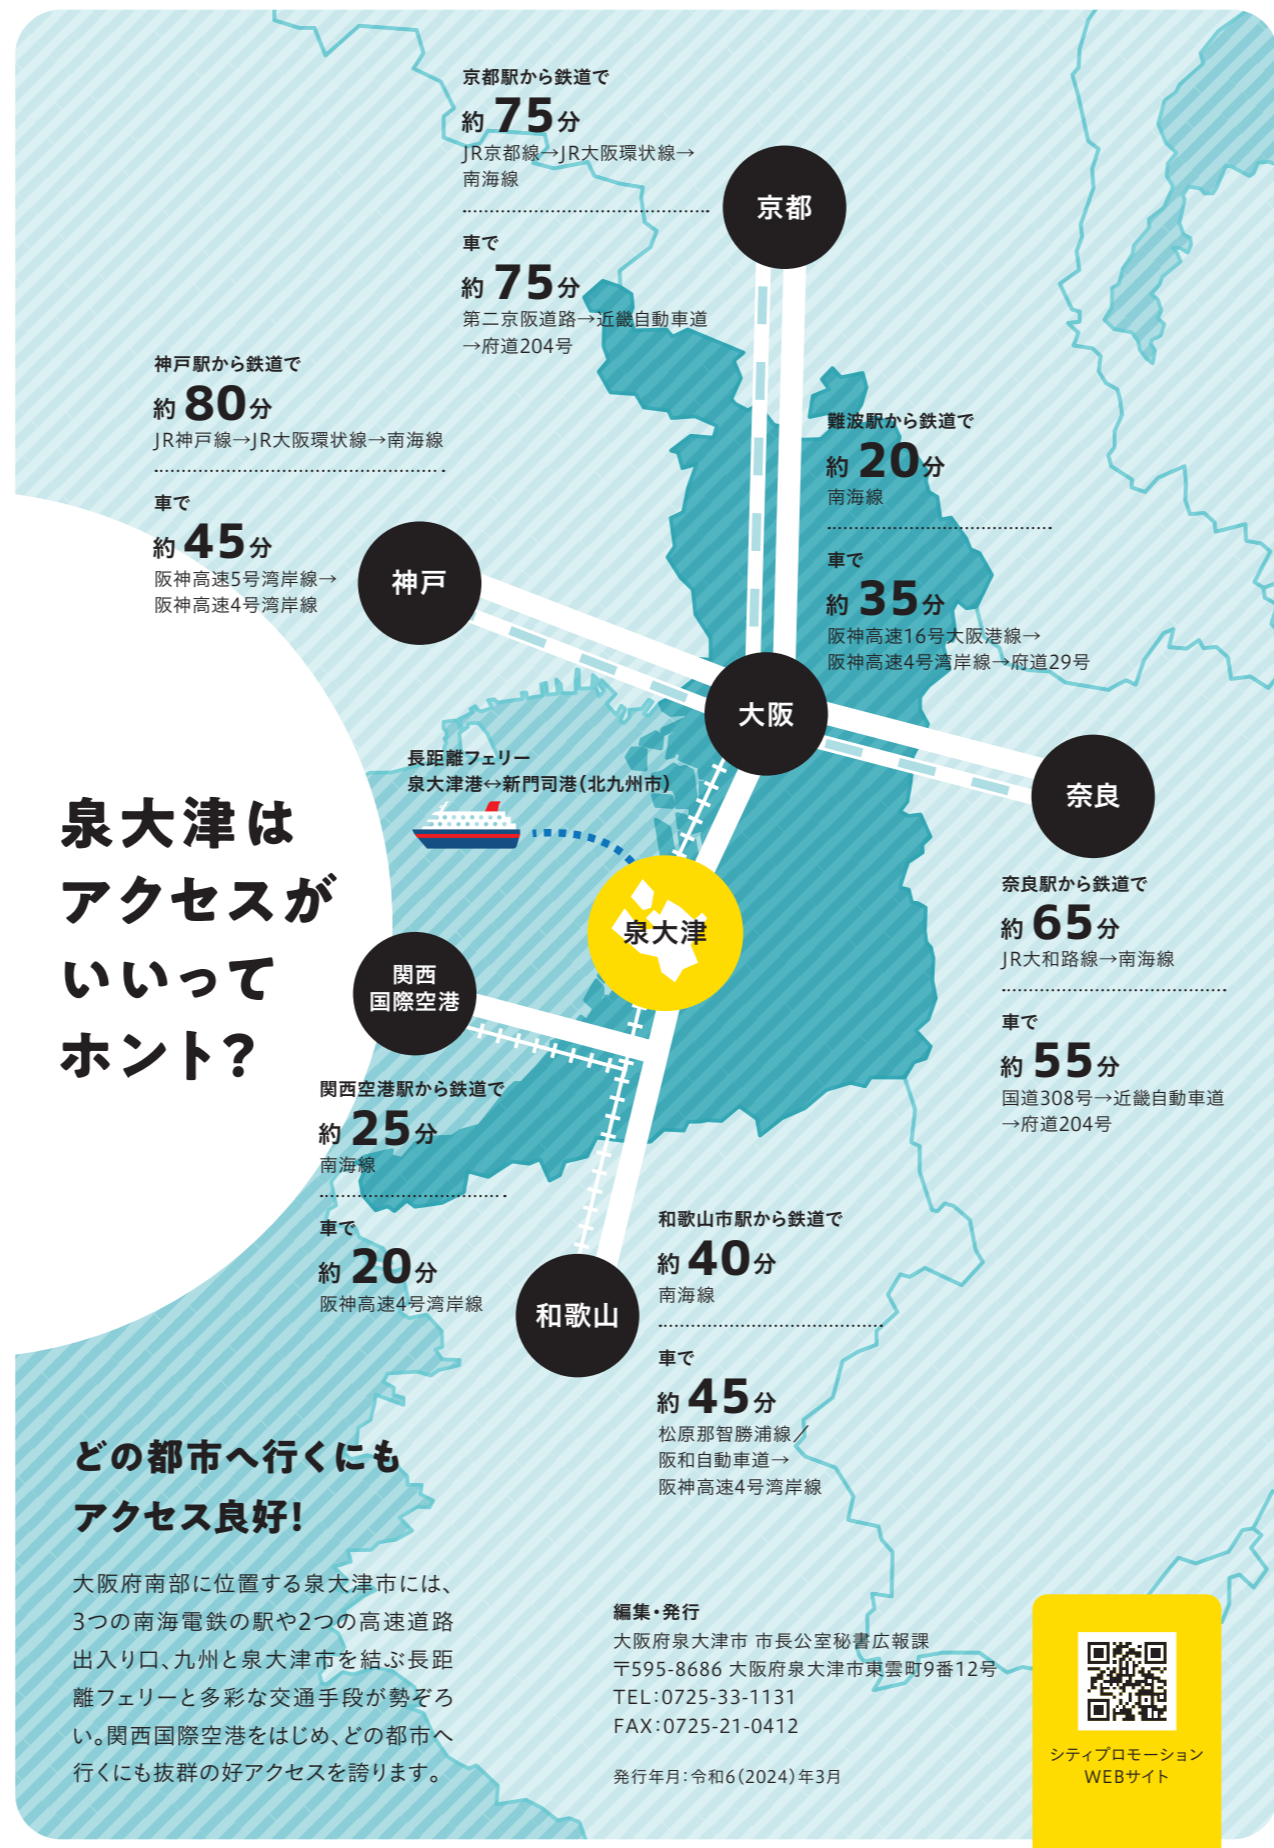 京都駅から鉄道で
約75分
JR京都線→JR大阪環状線→
南海線
車で
約75分
第二京阪道路→近畿自動車道
→府道204号
京都
神戸駅から鉄道で
約80分
JR神戸線→JR大阪環状線→南海線
車で
約45分
阪神高速5号湾岸線→
阪神高速4号湾岸線
神戸
難波駅から鉄道で
約20分
南海線
車で
約35分
阪神高速16号大阪港線→
阪神高速4号湾岸線→府道29号
大阪
長距離フェリー
泉大津港↔新門司港(北九州市)
奈良
奈良駅から鉄道で
約65分
JR大和路線→南海線
車で
約55分
国道308号→近畿自動車道
→府道204号
泉大津は
アクセスが
いいって
ホント?
泉大津
関西
国際空港
関西空港駅から鉄道で
約25分
南海線
車で
約20分
阪神高速4号湾岸線
和歌山
和歌山市駅から鉄道で
約40分
南海線
車で
約45分
松原那智勝浦線/
阪和自動車道→
阪神高速4号湾岸線
どの都市へ行くにも
アクセス良好!
大阪府南部に位置する泉大津市には、
3つの南海電鉄の駅や2つの高速道路
出入り口、九州と泉大津市を結ぶ長距
離フェリーと多彩な交通手段が勢ぞろ
い。関西国際空港をはじめ、どの都市へ
行くにも抜群の好アクセスを誇ります。
編集・発行
大阪府泉大津市 市長公室秘書広報課
〒595-8686 大阪府泉大津市東雲町9番12号
TEL:0725-33-1131
FAX:0725-21-0412
発行年月:令和6(2024)年3月
シティプロモーション
WEBサイト